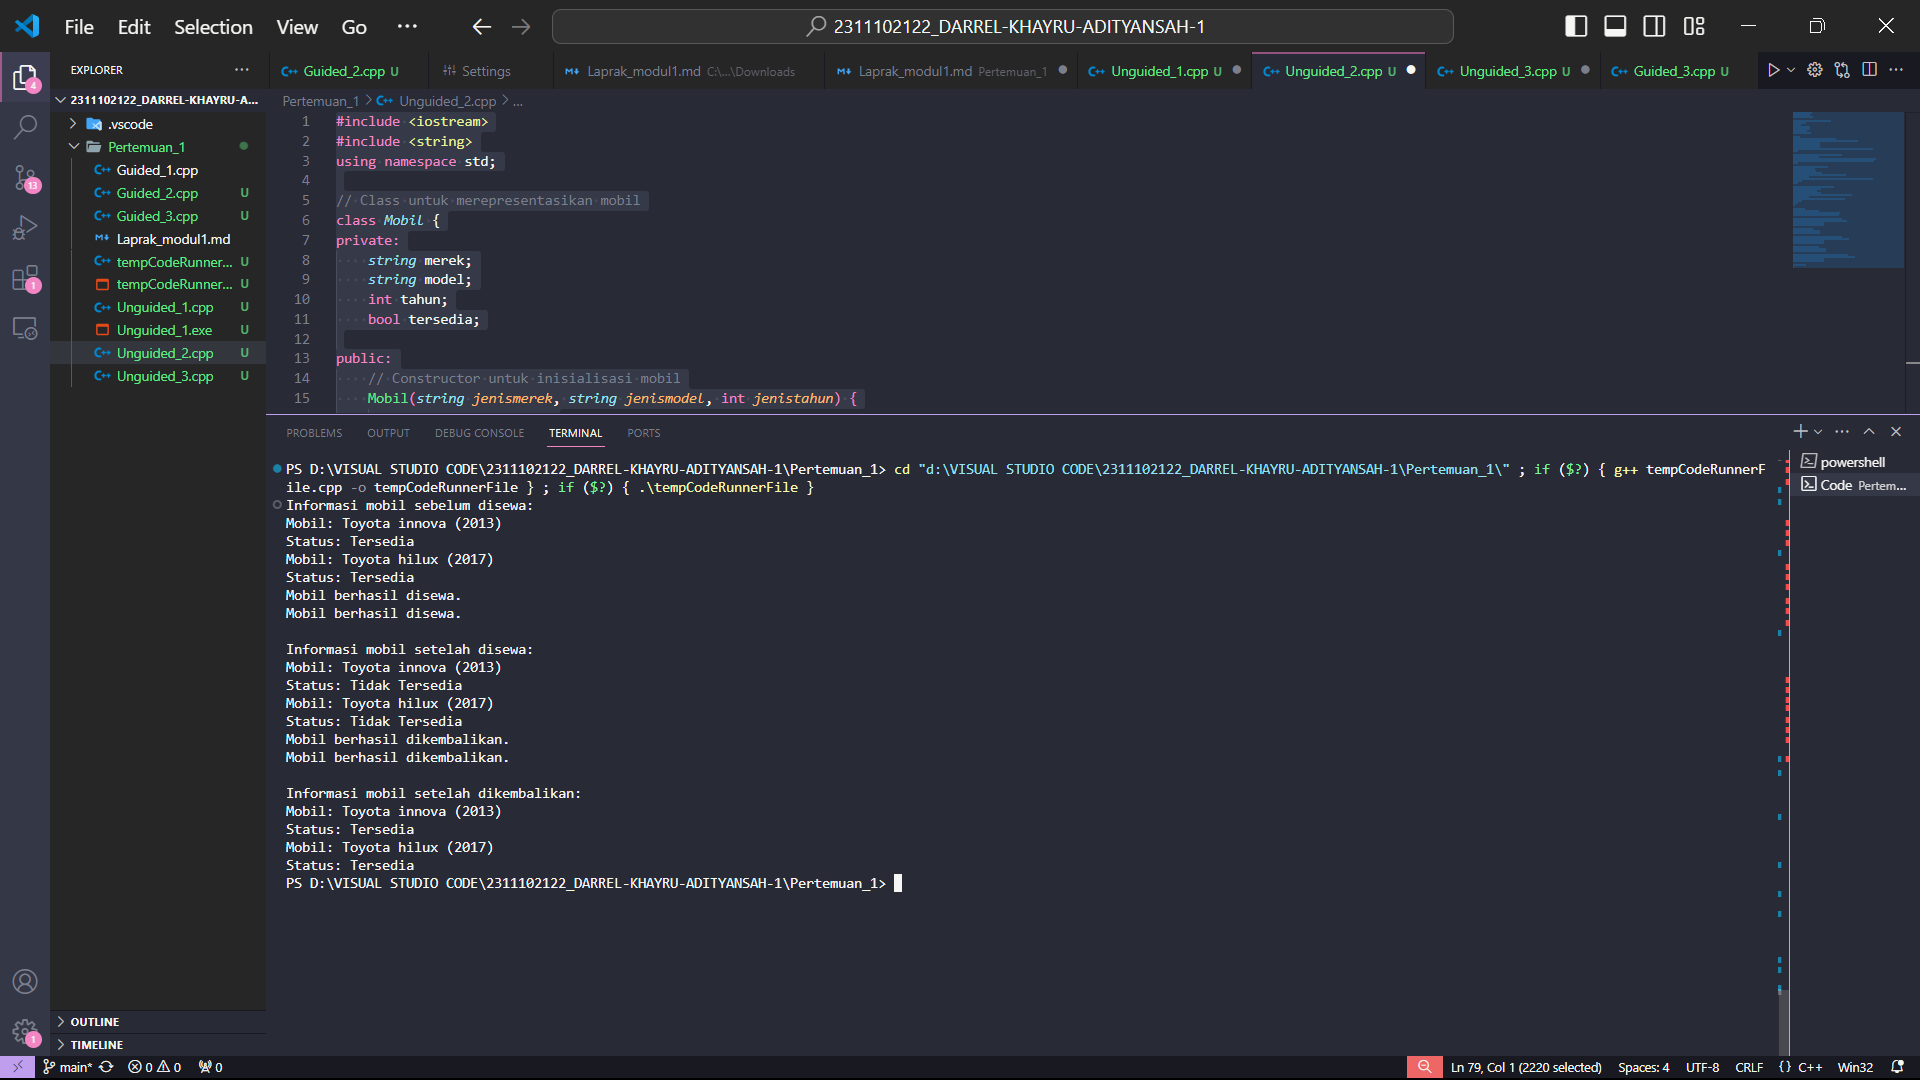 File Edit Selection View Go ··· 2311102122_DARREL-KHAYRU-ADITYANSAH-1
EXPLORER ···
2311102122_DARREL-KHAYRU-A...
.vscode
Pertemuan_1
Guided_1.cpp
Guided_2.cpp U
Guided_3.cpp U
Laprak_modul1.md
tempCodeRunner... U
tempCodeRunner... U
Unguided_1.cpp U
Unguided_1.exe U
Unguided_2.cpp U
Unguided_3.cpp U
OUTLINE
TIMELINE
4
13
1
1
Guided_2.cpp U Settings Laprak_modul1.md C:\...\Downloads Laprak_modul1.md Pertemuan_1 Unguided_1.cpp U Unguided_2.cpp U Unguided_3.cpp U Guided_3.cpp U ···
Pertemuan_1 > Unguided_2.cpp > ...
1 #include <iostream>
2 #include <string>
3 using namespace std;
4
5 // Class untuk merepresentasikan mobil
6 class Mobil {
7 private:
8 string merek;
9 string model;
10 int tahun;
11 bool tersedia;
12
13 public:
14 // Constructor untuk inisialisasi mobil
15 Mobil(string jenismerek, string jenismodel, int jenistahun) {
PROBLEMS OUTPUT DEBUG CONSOLE TERMINAL PORTS
PS D:\VISUAL STUDIO CODE\2311102122_DARREL-KHAYRU-ADITYANSAH-1\Pertemuan_1> cd "d:\VISUAL STUDIO CODE\2311102122_DARREL-KHAYRU-ADITYANSAH-1\Pertemuan_1\" ; if ($?) { g++ tempCodeRunnerF
ile.cpp -o tempCodeRunnerFile } ; if ($?) { .\tempCodeRunnerFile }
Informasi mobil sebelum disewa:
Mobil: Toyota innova (2013)
Status: Tersedia
Mobil: Toyota hilux (2017)
Status: Tersedia
Mobil berhasil disewa.
Mobil berhasil disewa.
Informasi mobil setelah disewa:
Mobil: Toyota innova (2013)
Status: Tidak Tersedia
Mobil: Toyota hilux (2017)
Status: Tidak Tersedia
Mobil berhasil dikembalikan.
Mobil berhasil dikembalikan.
Informasi mobil setelah dikembalikan:
Mobil: Toyota innova (2013)
Status: Tersedia
Mobil: Toyota hilux (2017)
Status: Tersedia
PS D:\VISUAL STUDIO CODE\2311102122_DARREL-KHAYRU-ADITYANSAH-1\Pertemuan_1>
powershell
Code Pertem...
main* 0 0 0 Ln 79, Col 1 (2220 selected) Spaces: 4 UTF-8 CRLF {} C++ Win32